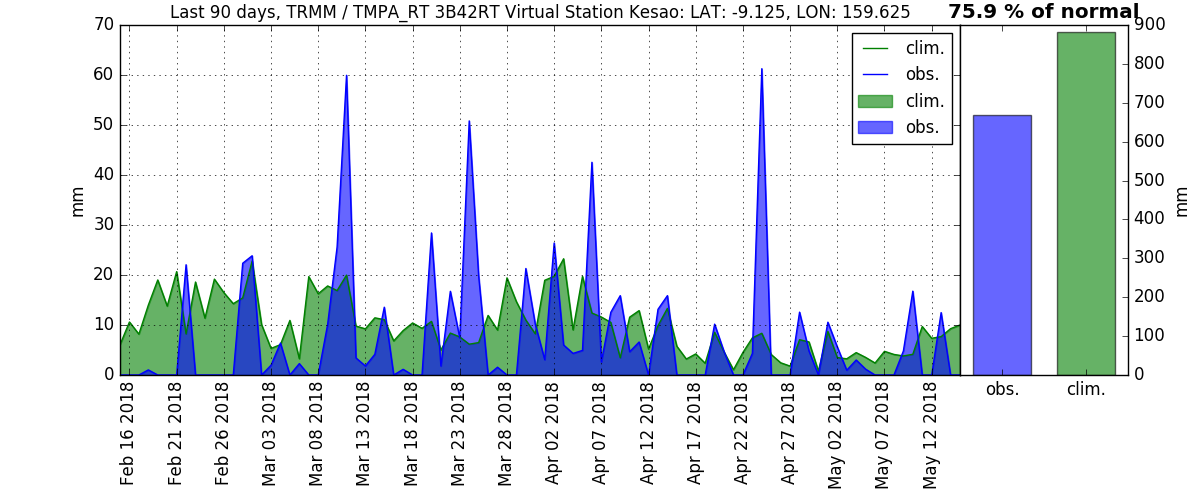 Last 90 days, TRMM / TMPA_RT 3B42RT Virtual Station Kesao: LAT: -9.125, LON: 159.625
75.9 % of normal
70
60
50
40
30
20
10
0
mm
clim.
obs.
clim.
obs.
900
800
700
600
500
400
300
200
100
0
mm
obs.
clim.
Feb 16 2018
Feb 21 2018
Feb 26 2018
Mar 03 2018
Mar 08 2018
Mar 13 2018
Mar 18 2018
Mar 23 2018
Mar 28 2018
Apr 02 2018
Apr 07 2018
Apr 12 2018
Apr 17 2018
Apr 22 2018
Apr 27 2018
May 02 2018
May 07 2018
May 12 2018